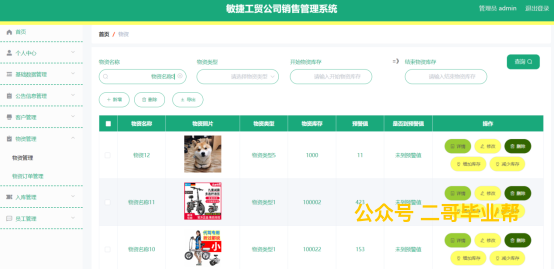 敏捷工贸公司销售管理系统
管理员 admin 退出登录
首页
首页 / 物资
个人中心
基础数据管理
公告信息管理
客户管理
物资管理
物资管理
物资订单管理
入库管理
员工管理
物资名称 物资类型 开始物资库存 结束物资库存
物资名称 请选择物资类型 请输入开始物资库存 请输入结束物资库存 查询
新增 删除 导出
物资名称 物资图片 物资类型 物资库存 预警值 是否到预警值 操作
物资12 物资类型5 1000 11 未到预警值 详情 修改 删除
增加库存 减少库存
物资名称11 物资类型1 100002 421 未到预警值 详情 修改 删除
增加库存 减少库存
物资名称10 物资类型1 100022 153 未到预警值 详情 修改 删除
增加库存 减少库存
公众号 二哥毕业帮